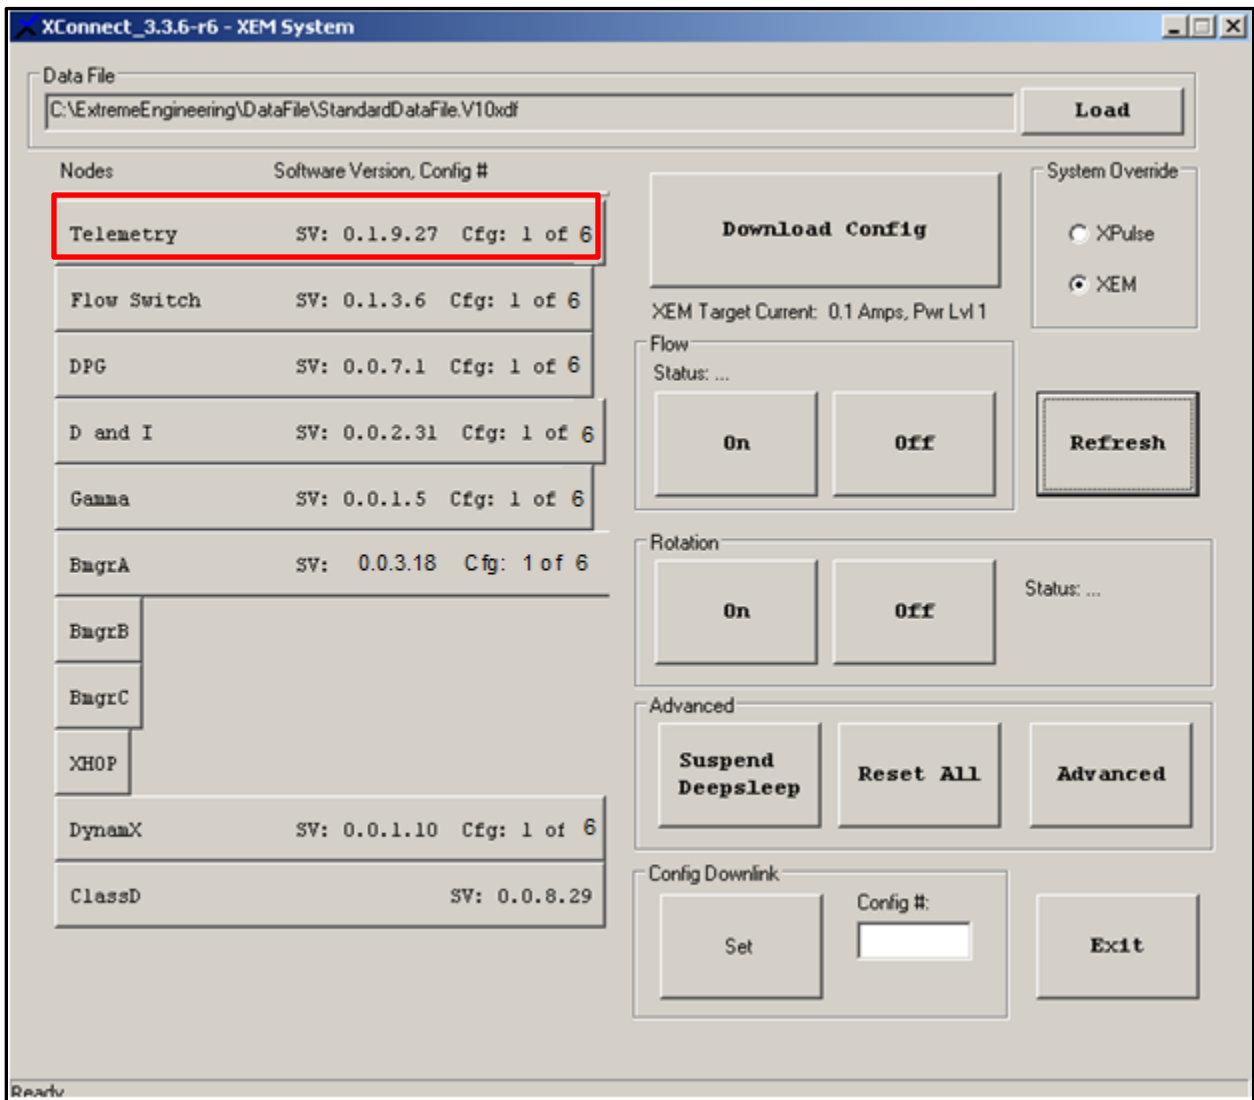 XConnect_3.3.6-r6 - XEM System
Data File
C:\ExtremeEngineering\DataFile\StandardDataFile.V10xdf
Load
Nodes Software Version, Config #
Telemetry SV: 0.1.9.27 Cfg: 1 of 6
Flow Switch SV: 0.1.3.6 Cfg: 1 of 6
DPG SV: 0.0.7.1 Cfg: 1 of 6
D and I SV: 0.0.2.31 Cfg: 1 of 6
Gamma SV: 0.0.1.5 Cfg: 1 of 6
BmgrA SV: 0.0.3.18 Cfg: 1 of 6
BmgrB
BmgrC
XHOP
DynamX SV: 0.0.1.10 Cfg: 1 of 6
ClassD SV: 0.0.8.29
Download Config
System Override
XPulse
XEM
XEM Target Current: 0.1 Amps, Pwr Lvl 1
Flow
Status: ...
On
Off
Refresh
Rotation
On
Off
Status: ...
Advanced
Suspend
Deepsleep
Reset All
Advanced
Config Downlink
Set
Config #:
Exit
Ready